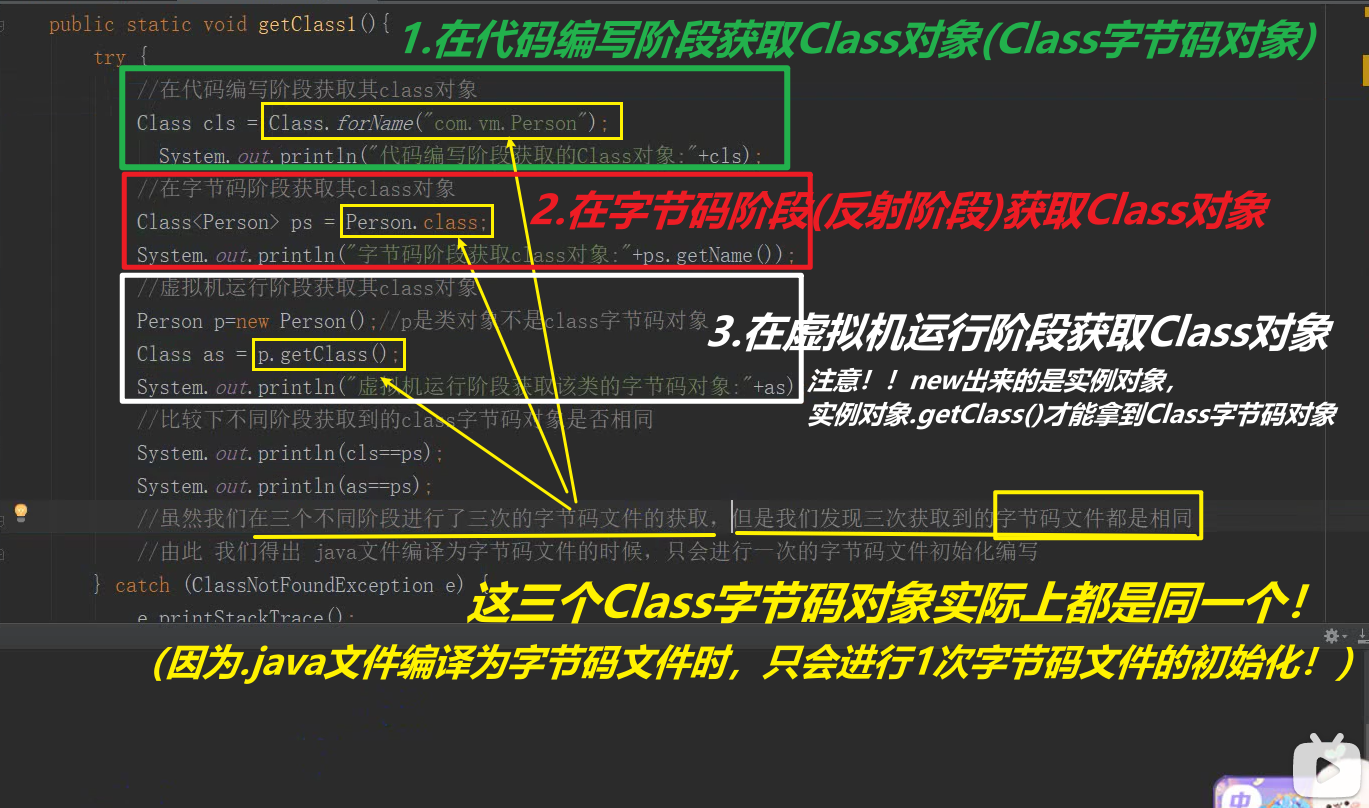 public static void getClass1(){
1.在代码编写阶段获取Class对象(Class字节码对象)
try {
//在代码编写阶段获取其class对象
Class cls = Class.forName("com.vm.Person");
System.out.println("代码编写阶段获取的Class对象:"+cls);
//在字节码阶段获取其class对象
2.在字节码阶段(反射阶段)获取Class对象
Class<Person> ps = Person.class;
System.out.println("字节码阶段获取class对象:"+ps.getName());
//虚拟机运行阶段获取其class对象
Person p=new Person();//p是类对象不是class字节码对象
3.在虚拟机运行阶段获取Class对象
Class as = p.getClass();
注意！！new出来的是实例对象，
System.out.println("虚拟机运行阶段获取该类的字节码对象:"+as)
实例对象.getClass()才能拿到Class字节码对象
//比较下不同阶段获取到的class字节码对象是否相同
System.out.println(cls==ps);
System.out.println(as==ps);
//虽然我们在三个不同阶段进行了三次的字节码文件的获取，但是我们发现三次获取到的字节码文件都是相同
//由此 我们得出 java文件编译为字节码文件的时候，只会进行一次的字节码文件初始化编写
} catch (ClassNotFoundException e) {
这三个Class字节码对象实际上都是同一个！
e.printStackTrace();
(因为.java文件编译为字节码文件时，只会进行1次字节码文件的初始化！)
中